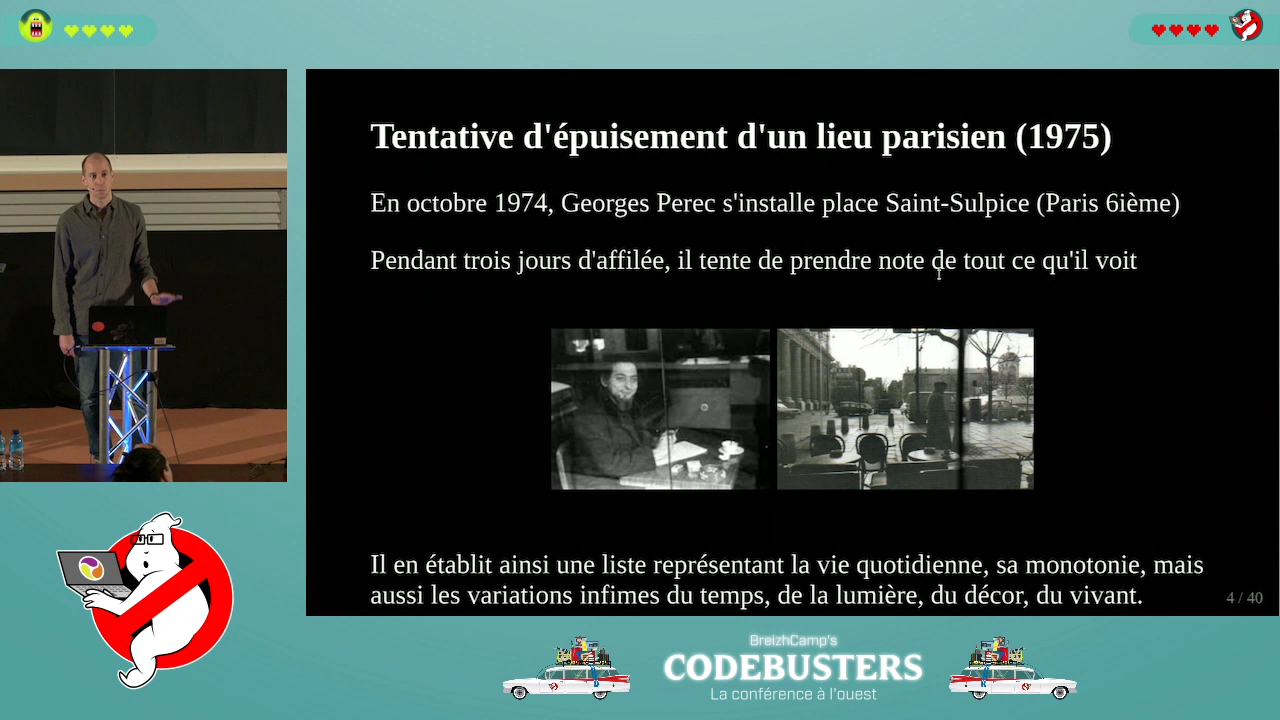 Tentative d'épuisement d'un lieu parisien (1975)
En octobre 1974, Georges Perec s'installe place Saint-Sulpice (Paris 6ième)
Pendant trois jours d'affilée, il tente de prendre note de tout ce qu'il voit
Il en établit ainsi une liste représentant la vie quotidienne, sa monotonie, mais
aussi les variations infimes du temps, de la lumière, du décor, du vivant.
4 / 40
BreizhCamp's
CODEBUSTERS
La conférence à l'ouest